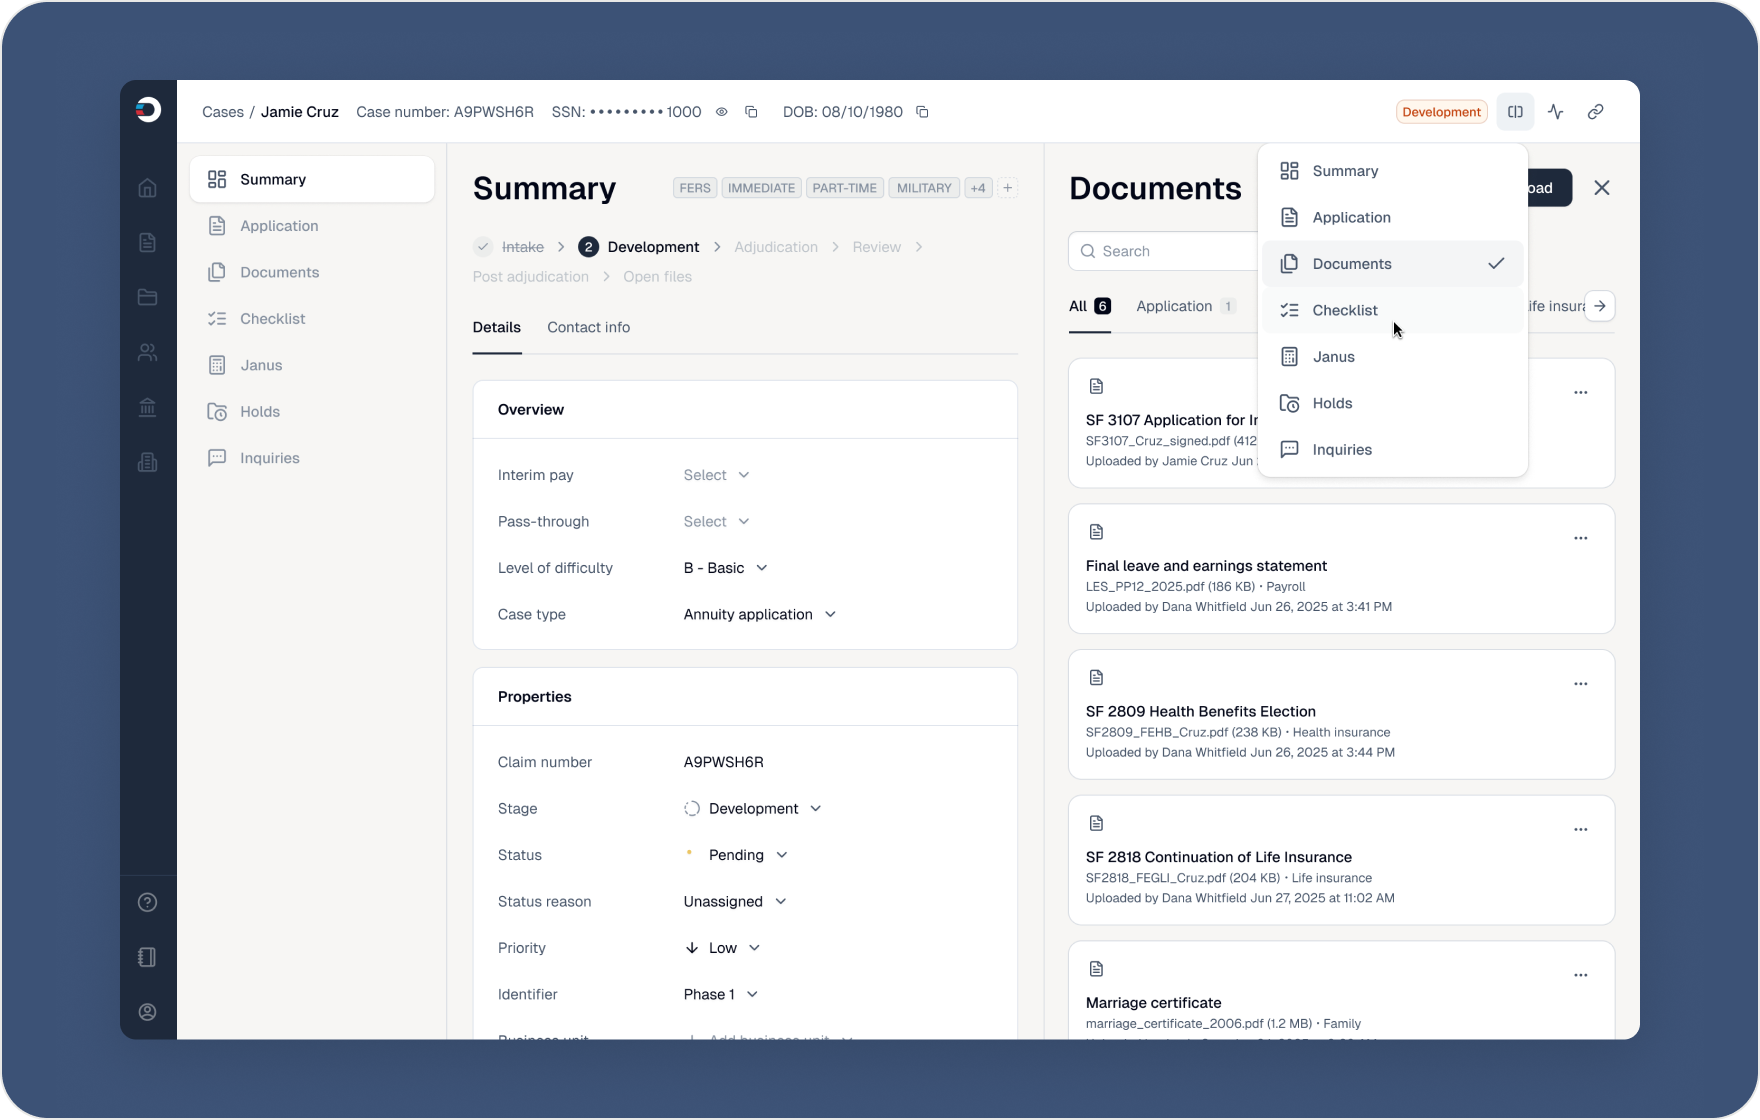 Cases / Jamie Cruz Case number: A9PWSH6R SSN: •••••••••1000 DOB: 08/10/1980 Development
Summary
Application
Documents
Checklist
Janus
Holds
Inquiries
Summary FERS IMMEDIATE PART-TIME MILITARY +4 +
Intake > 2 Development > Adjudication > Review >
Post adjudication > Open files
Details Contact info
Overview
Interim pay Select
Pass-through Select
Level of difficulty B - Basic
Case type Annuity application
Properties
Claim number A9PWSH6R
Stage Development
Status Pending
Status reason Unassigned
Priority Low
Identifier Phase 1
Business unit Add business unit
Documents oad
Search
All 6 Application 1 ife insura
Summary
Application
Documents
Checklist
Janus
Holds
Inquiries
SF 3107 Application for I
SF3107_Cruz_signed.pdf (412
Uploaded by Jamie Cruz Jun
Final leave and earnings statement
LES_PP12_2025.pdf (186 KB) • Payroll
Uploaded by Dana Whitfield Jun 26, 2025 at 3:41 PM
SF 2809 Health Benefits Election
SF2809_FEHB_Cruz.pdf (238 KB) • Health insurance
Uploaded by Dana Whitfield Jun 26, 2025 at 3:44 PM
SF 2818 Continuation of Life Insurance
SF2818_FEGLI_Cruz.pdf (204 KB) • Life insurance
Uploaded by Dana Whitfield Jun 27, 2025 at 11:02 AM
Marriage certificate
marriage_certificate_2006.pdf (1.2 MB) • Family